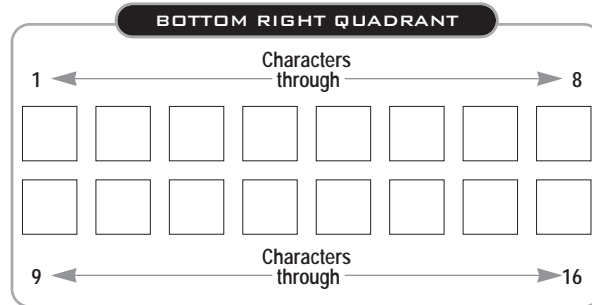 BOTTOM RIGHT QUADRANT
Characters
1 through 8
Characters
9 through 16